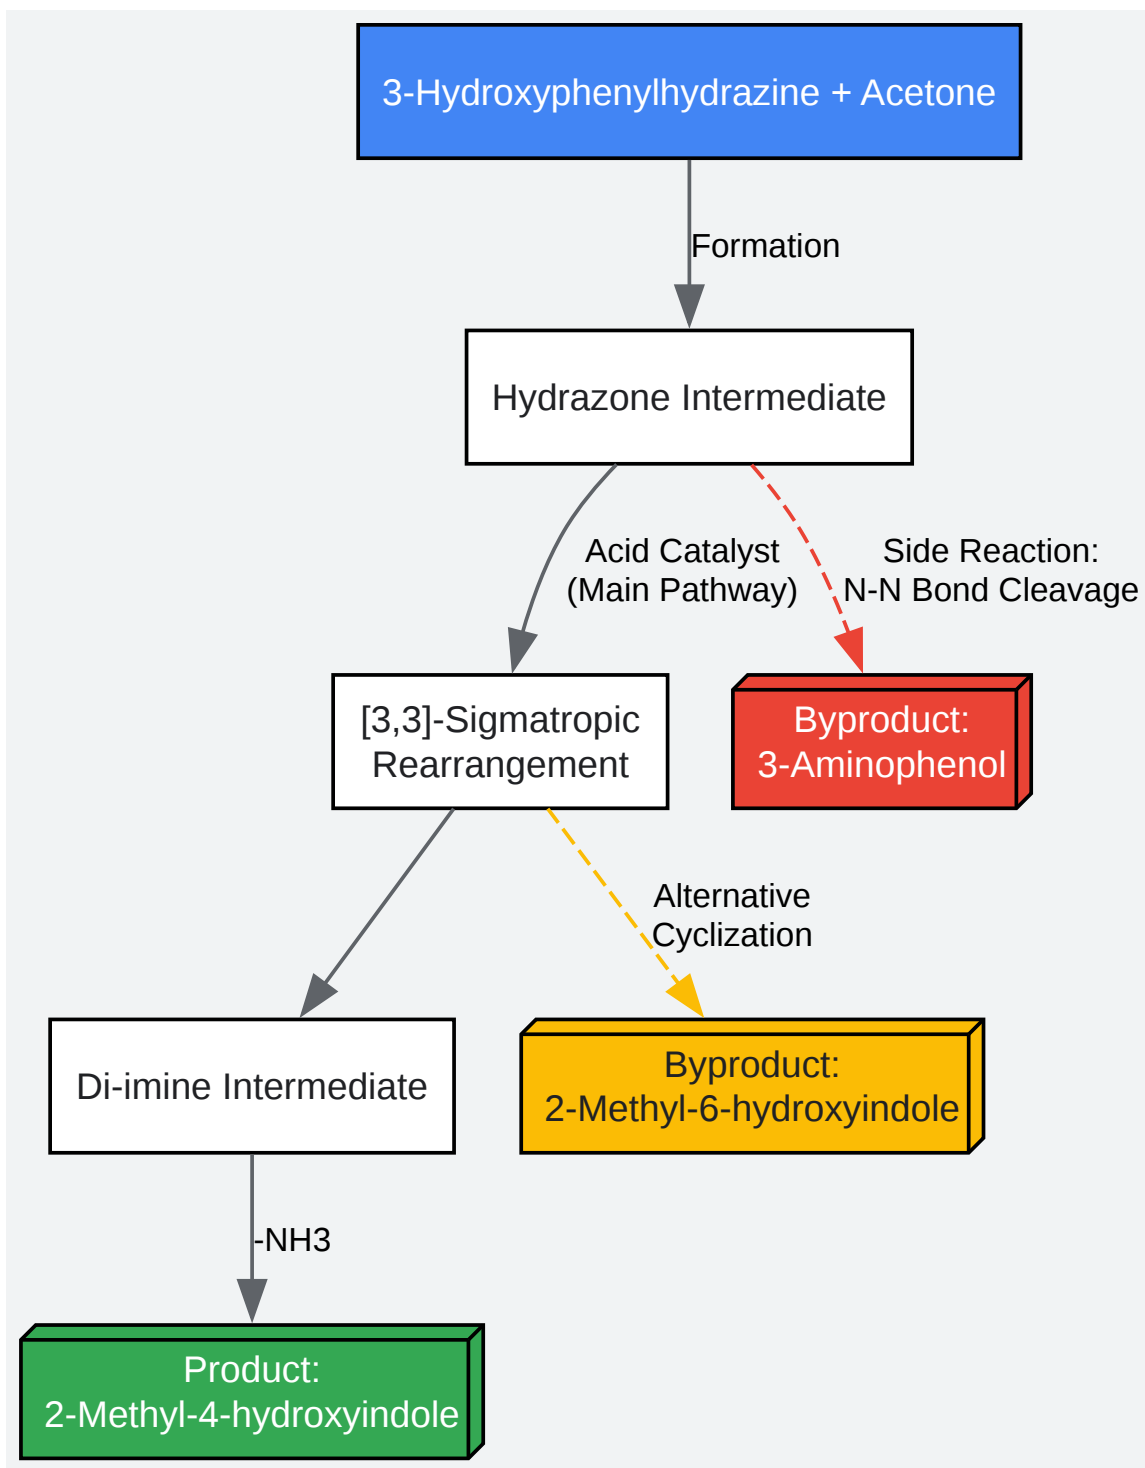 3-Hydroxyphenylhydrazine + Acetone
Formation
Hydrazone Intermediate
Acid Catalyst
(Main Pathway)
Side Reaction:
N-N Bond Cleavage
[3,3]-Sigmatropic
Rearrangement
Byproduct:
3-Aminophenol
Alternative
Cyclization
Di-imine Intermediate
Byproduct:
2-Methyl-6-hydroxyindole
-NH3
Product:
2-Methyl-4-hydroxyindole